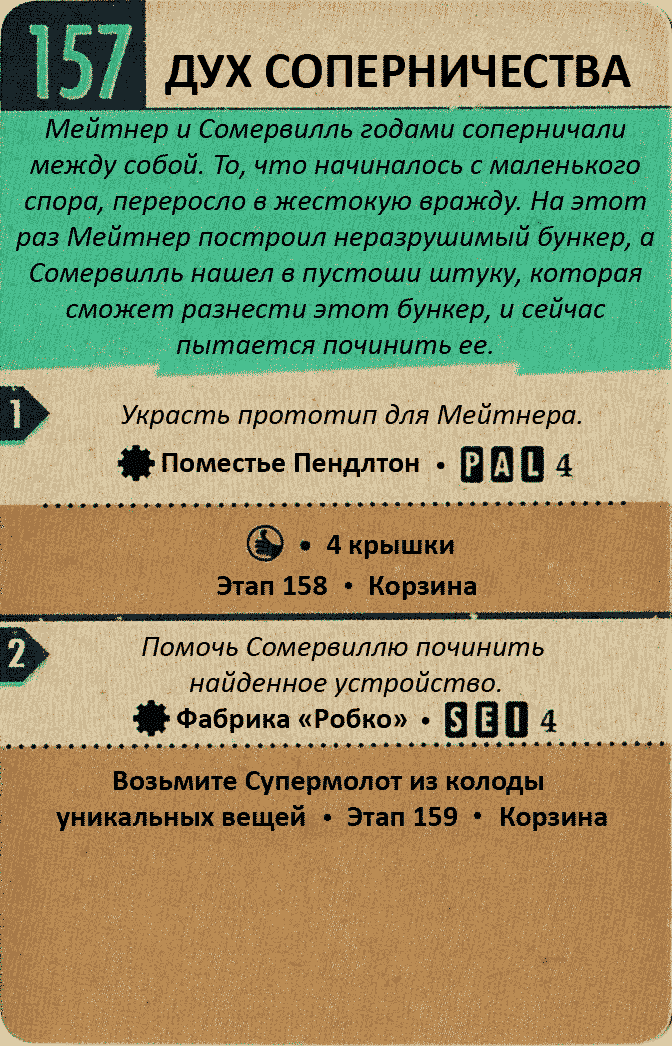 157
ДУХ СОПЕРНИЧЕСТВА
Мейтнер и Сомервилль годами соперничали
между собой. То, что начиналось с маленького
спора, переросло в жестокую вражду. На этот
раз Мейтнер построил неразрушимый бункер, а
Сомервилль нашел в пустоши штуку, которая
сможет разнести этот бункер, и сейчас
пытается починить ее.
1
Украсть прототип для Мейтнера.
Поместье Пендлтон • P A L 4
• 4 крышки
Этап 158 • Корзина
2
Помочь Сомервиллю починить
найденное устройство.
Фабрика «Робко» • S E I 4
Возьмите Супермолот из колоды
уникальных вещей • Этап 159 • Корзина